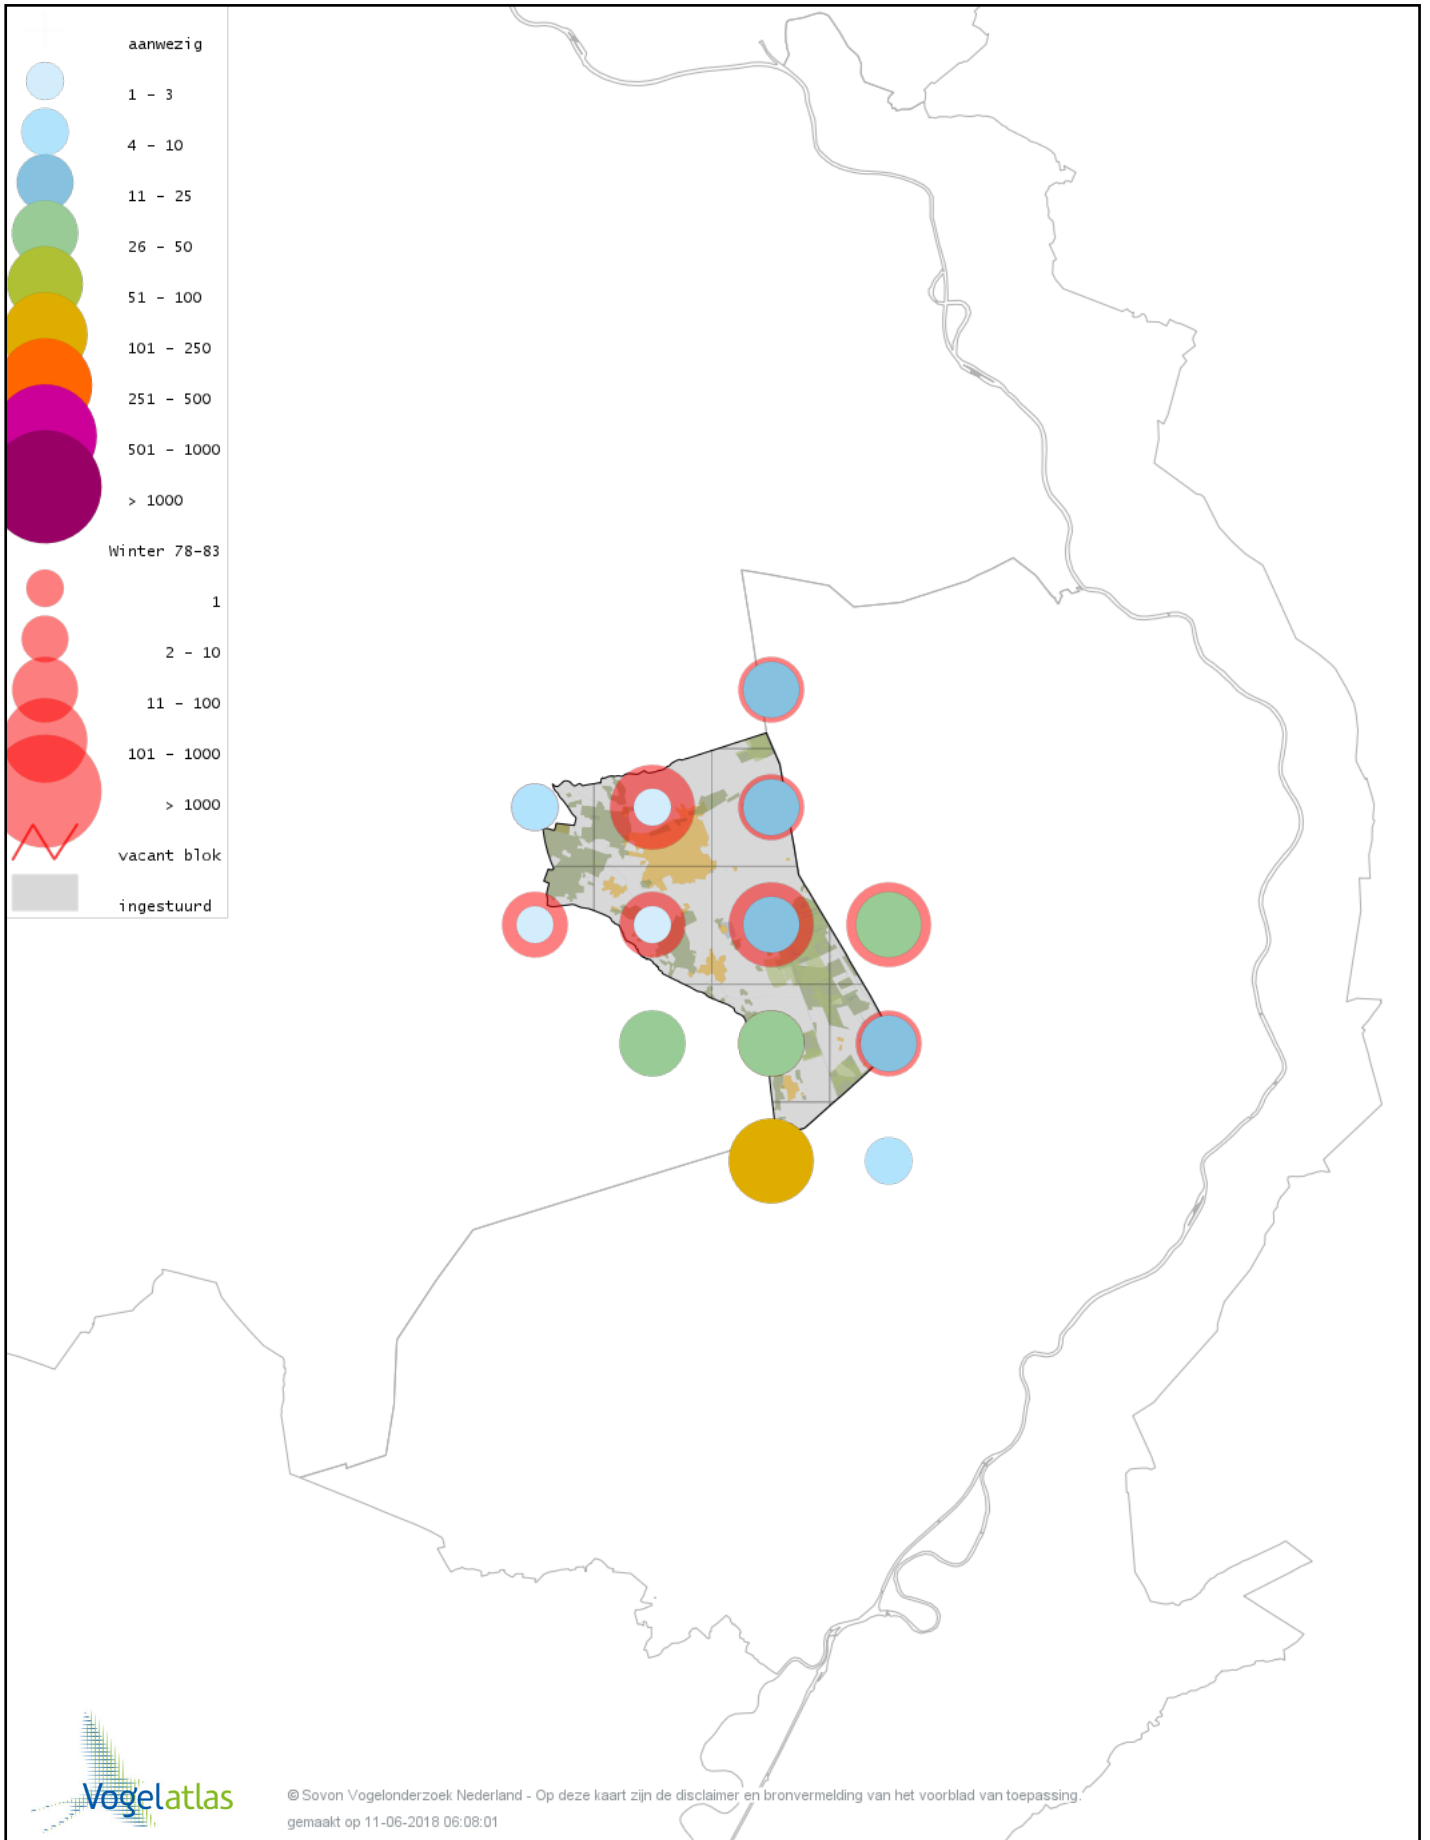 aanwezig
1 - 3
4 - 10
11 - 25
26 - 50
51 - 100
101 - 250
251 - 500
501 - 1000
> 1000
Winter 78-83
1
2 - 10
11 - 100
101 - 1000
> 1000
vacant blok
ingestuurd
Vogelatlas
© Sovon Vogelonderzoek Nederland - Op deze kaart zijn de disclaimer en bronvermelding van het voorblad van toepassing.
gemaakt op 11-06-2018 06:08:01